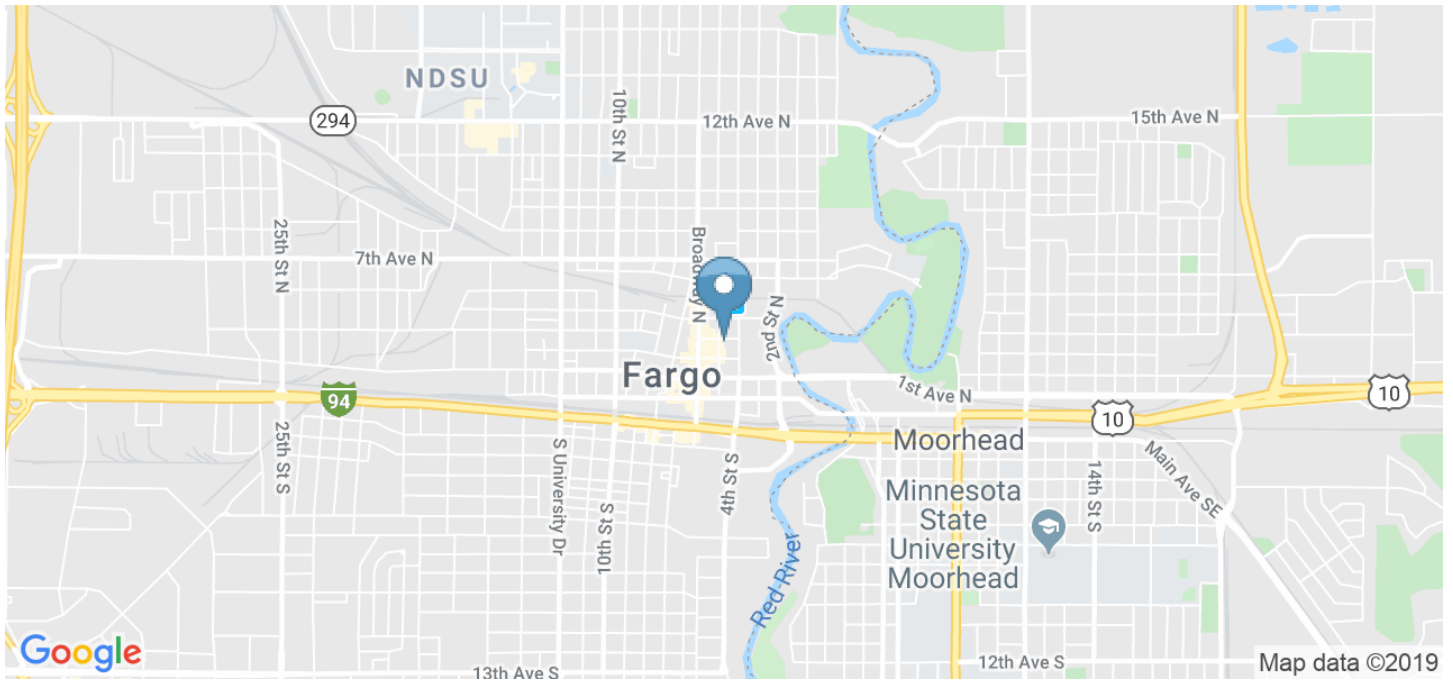 NDSU
294
10th St N
12th Ave N
15th Ave N
25th St N
7th Ave N
Broadway N
2nd St N
Fargo
94
1st Ave N
10
10
Moorhead
25th St S
S University Dr
10th St S
4th St S
14th St S
Main Ave SE
Minnesota
State
University
Moorhead
Red River
Google
13th Ave S
12th Ave S
Map data ©2019